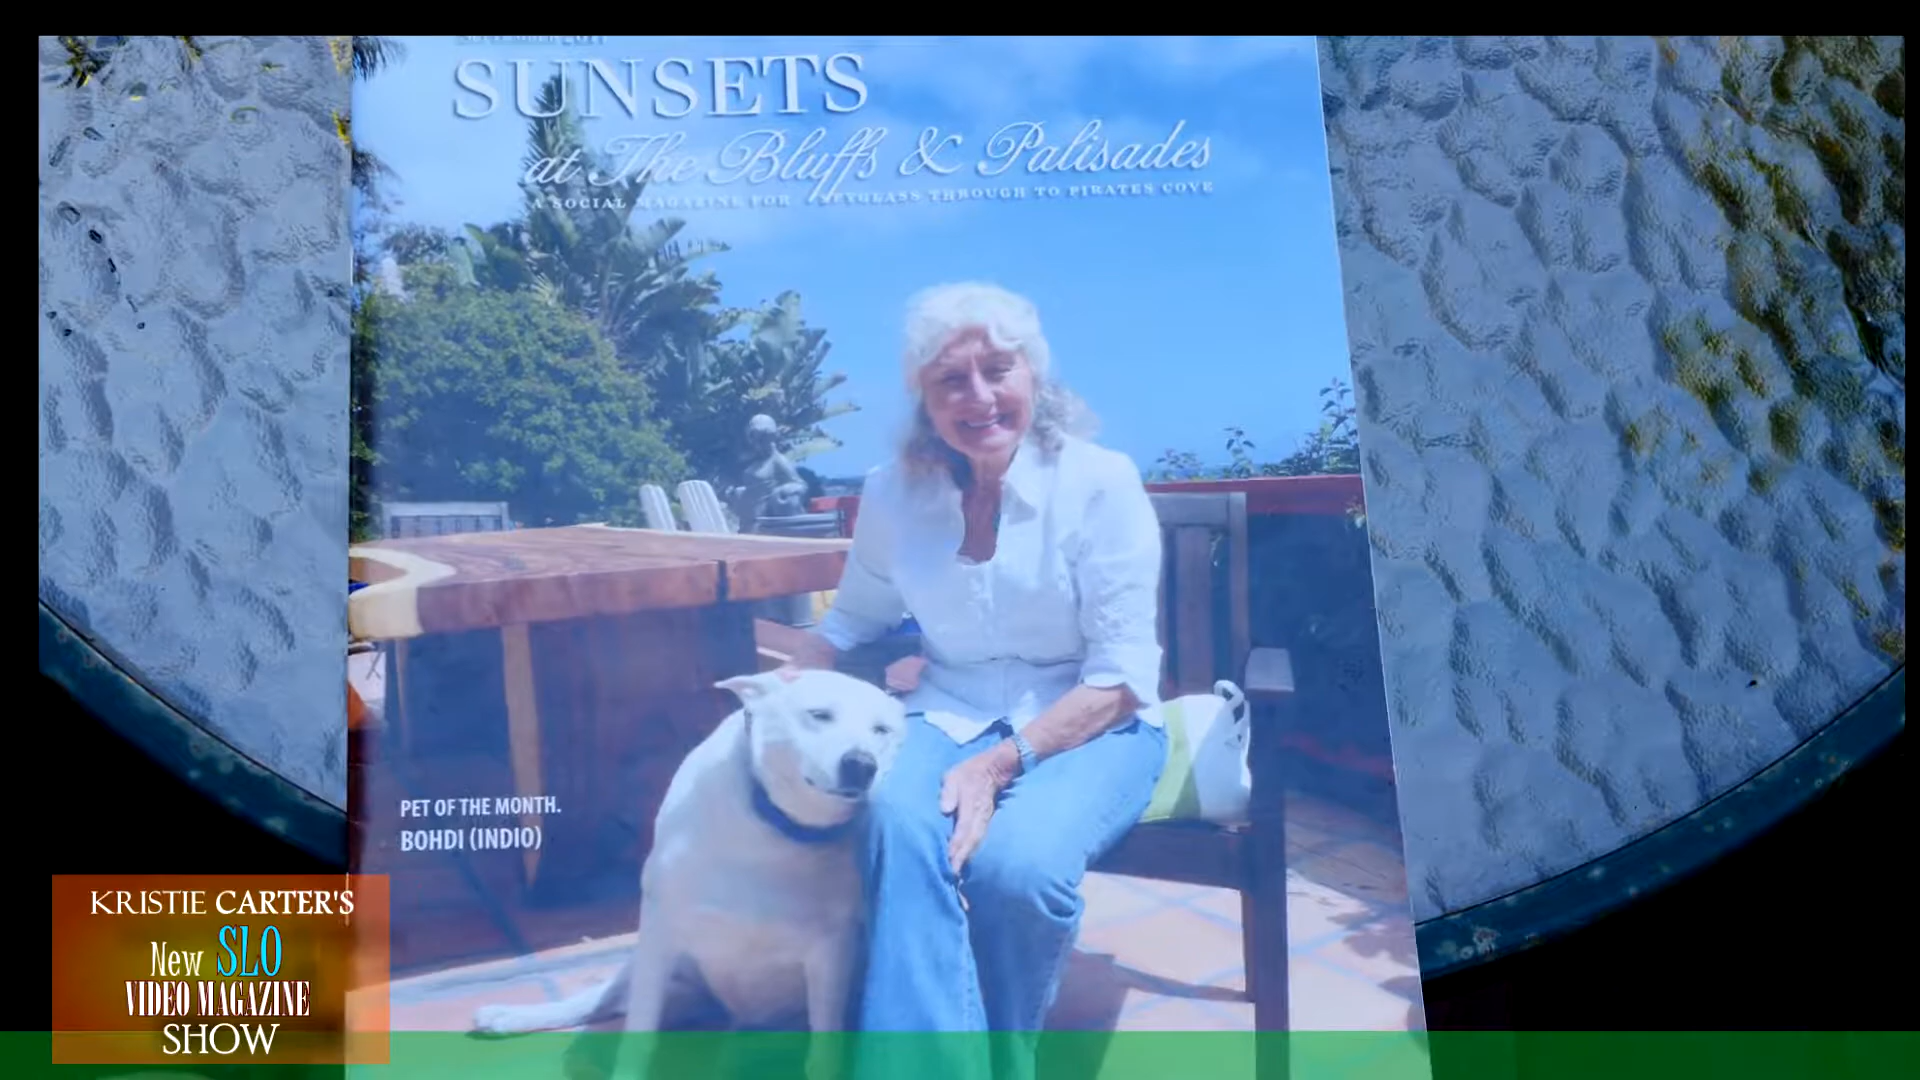 SUNSETS
at The Bluffs & Palisades
A SOCIAL MAGAZINE FOR SPYGLASS THROUGH TO PIRATES COVE
PET OF THE MONTH.
BOHDI (INDIO)
KRISTIE CARTER'S
New SLO
VIDEO MAGAZINE
SHOW